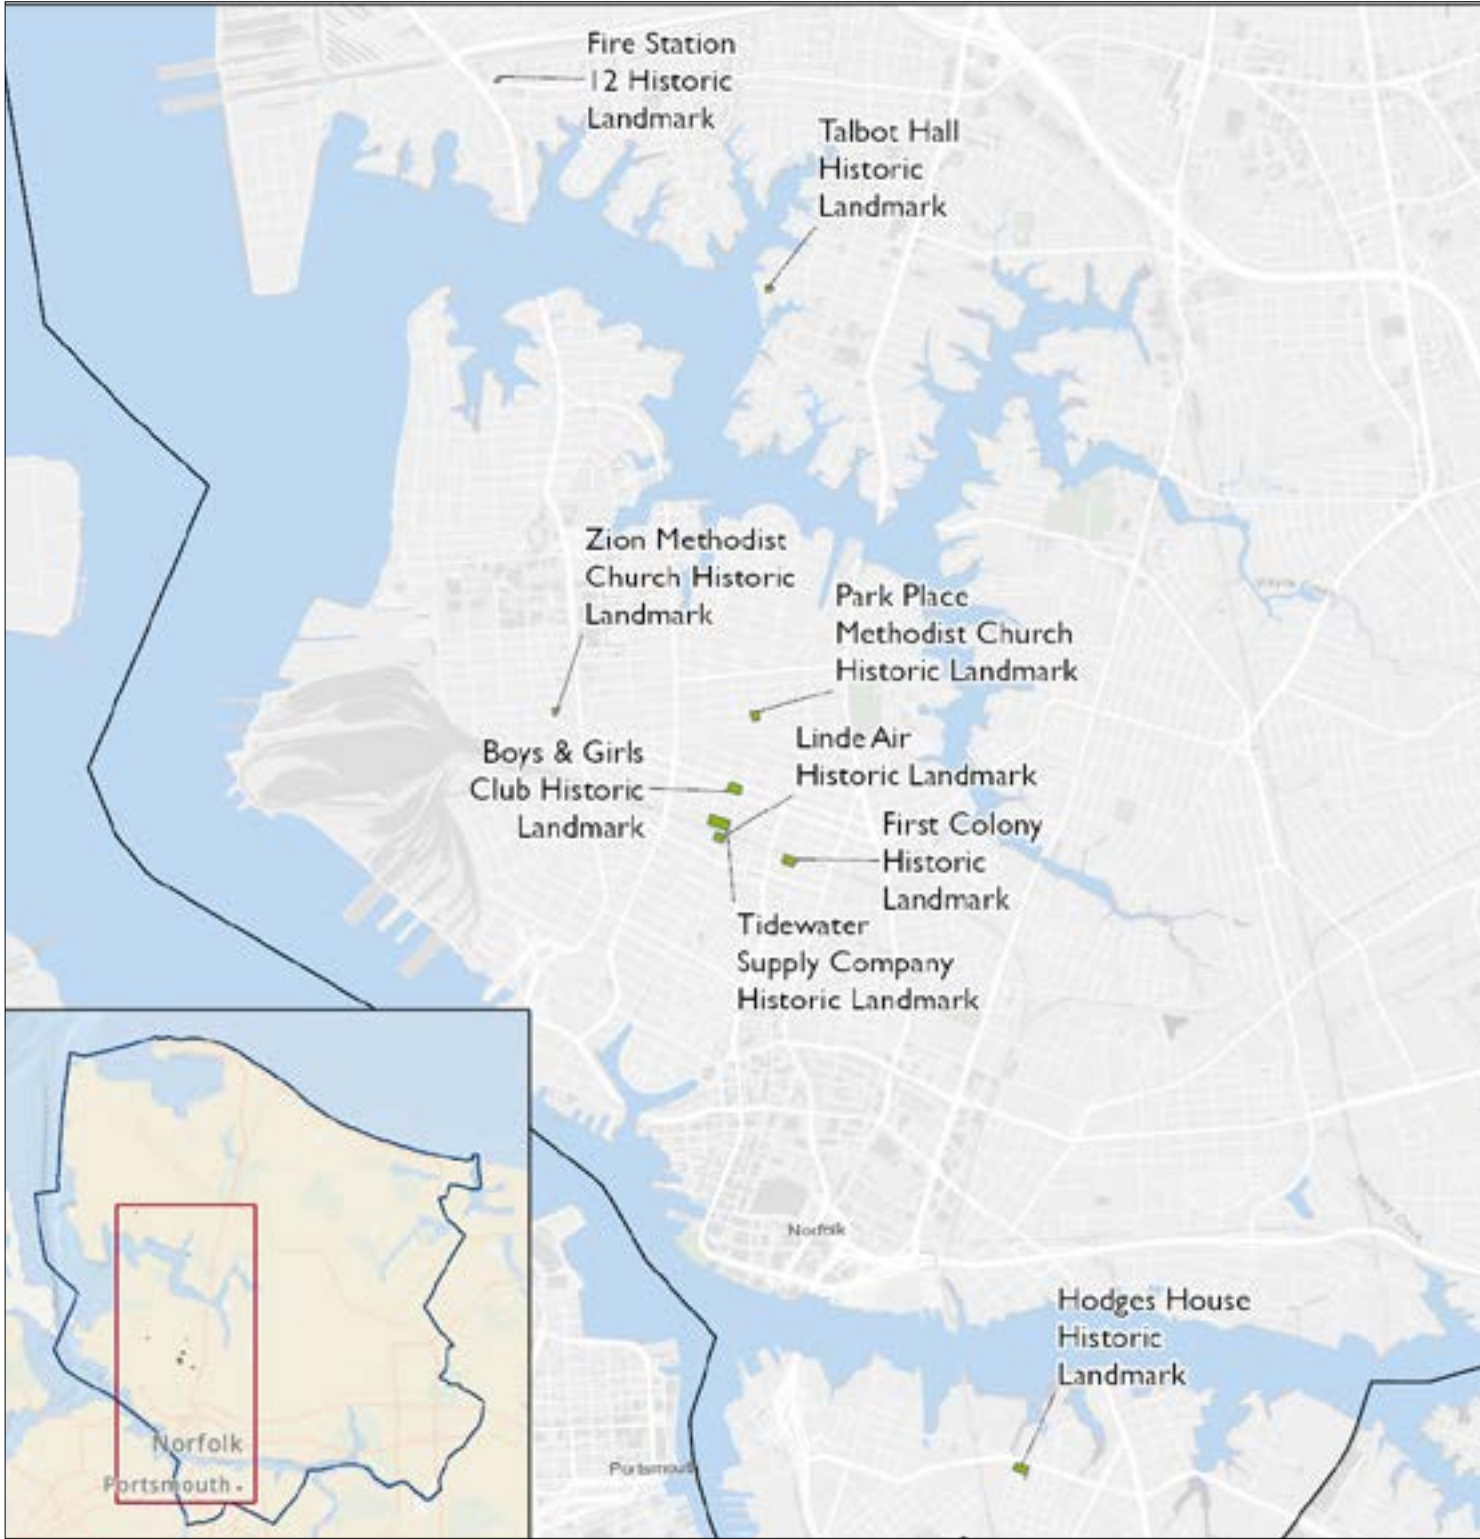 Fire Station
12 Historic
Landmark
Talbot Hall
Historic
Landmark
Zion Methodist
Church Historic
Landmark
Park Place
Methodist Church
Historic Landmark
Linde Air
Historic Landmark
Boys & Girls
Club Historic
Landmark
First Colony
Historic
Landmark
Tidewater
Supply Company
Historic Landmark
Norfolk
Hodges House
Historic
Landmark
Portsmouth
Norfolk
Portsmouth